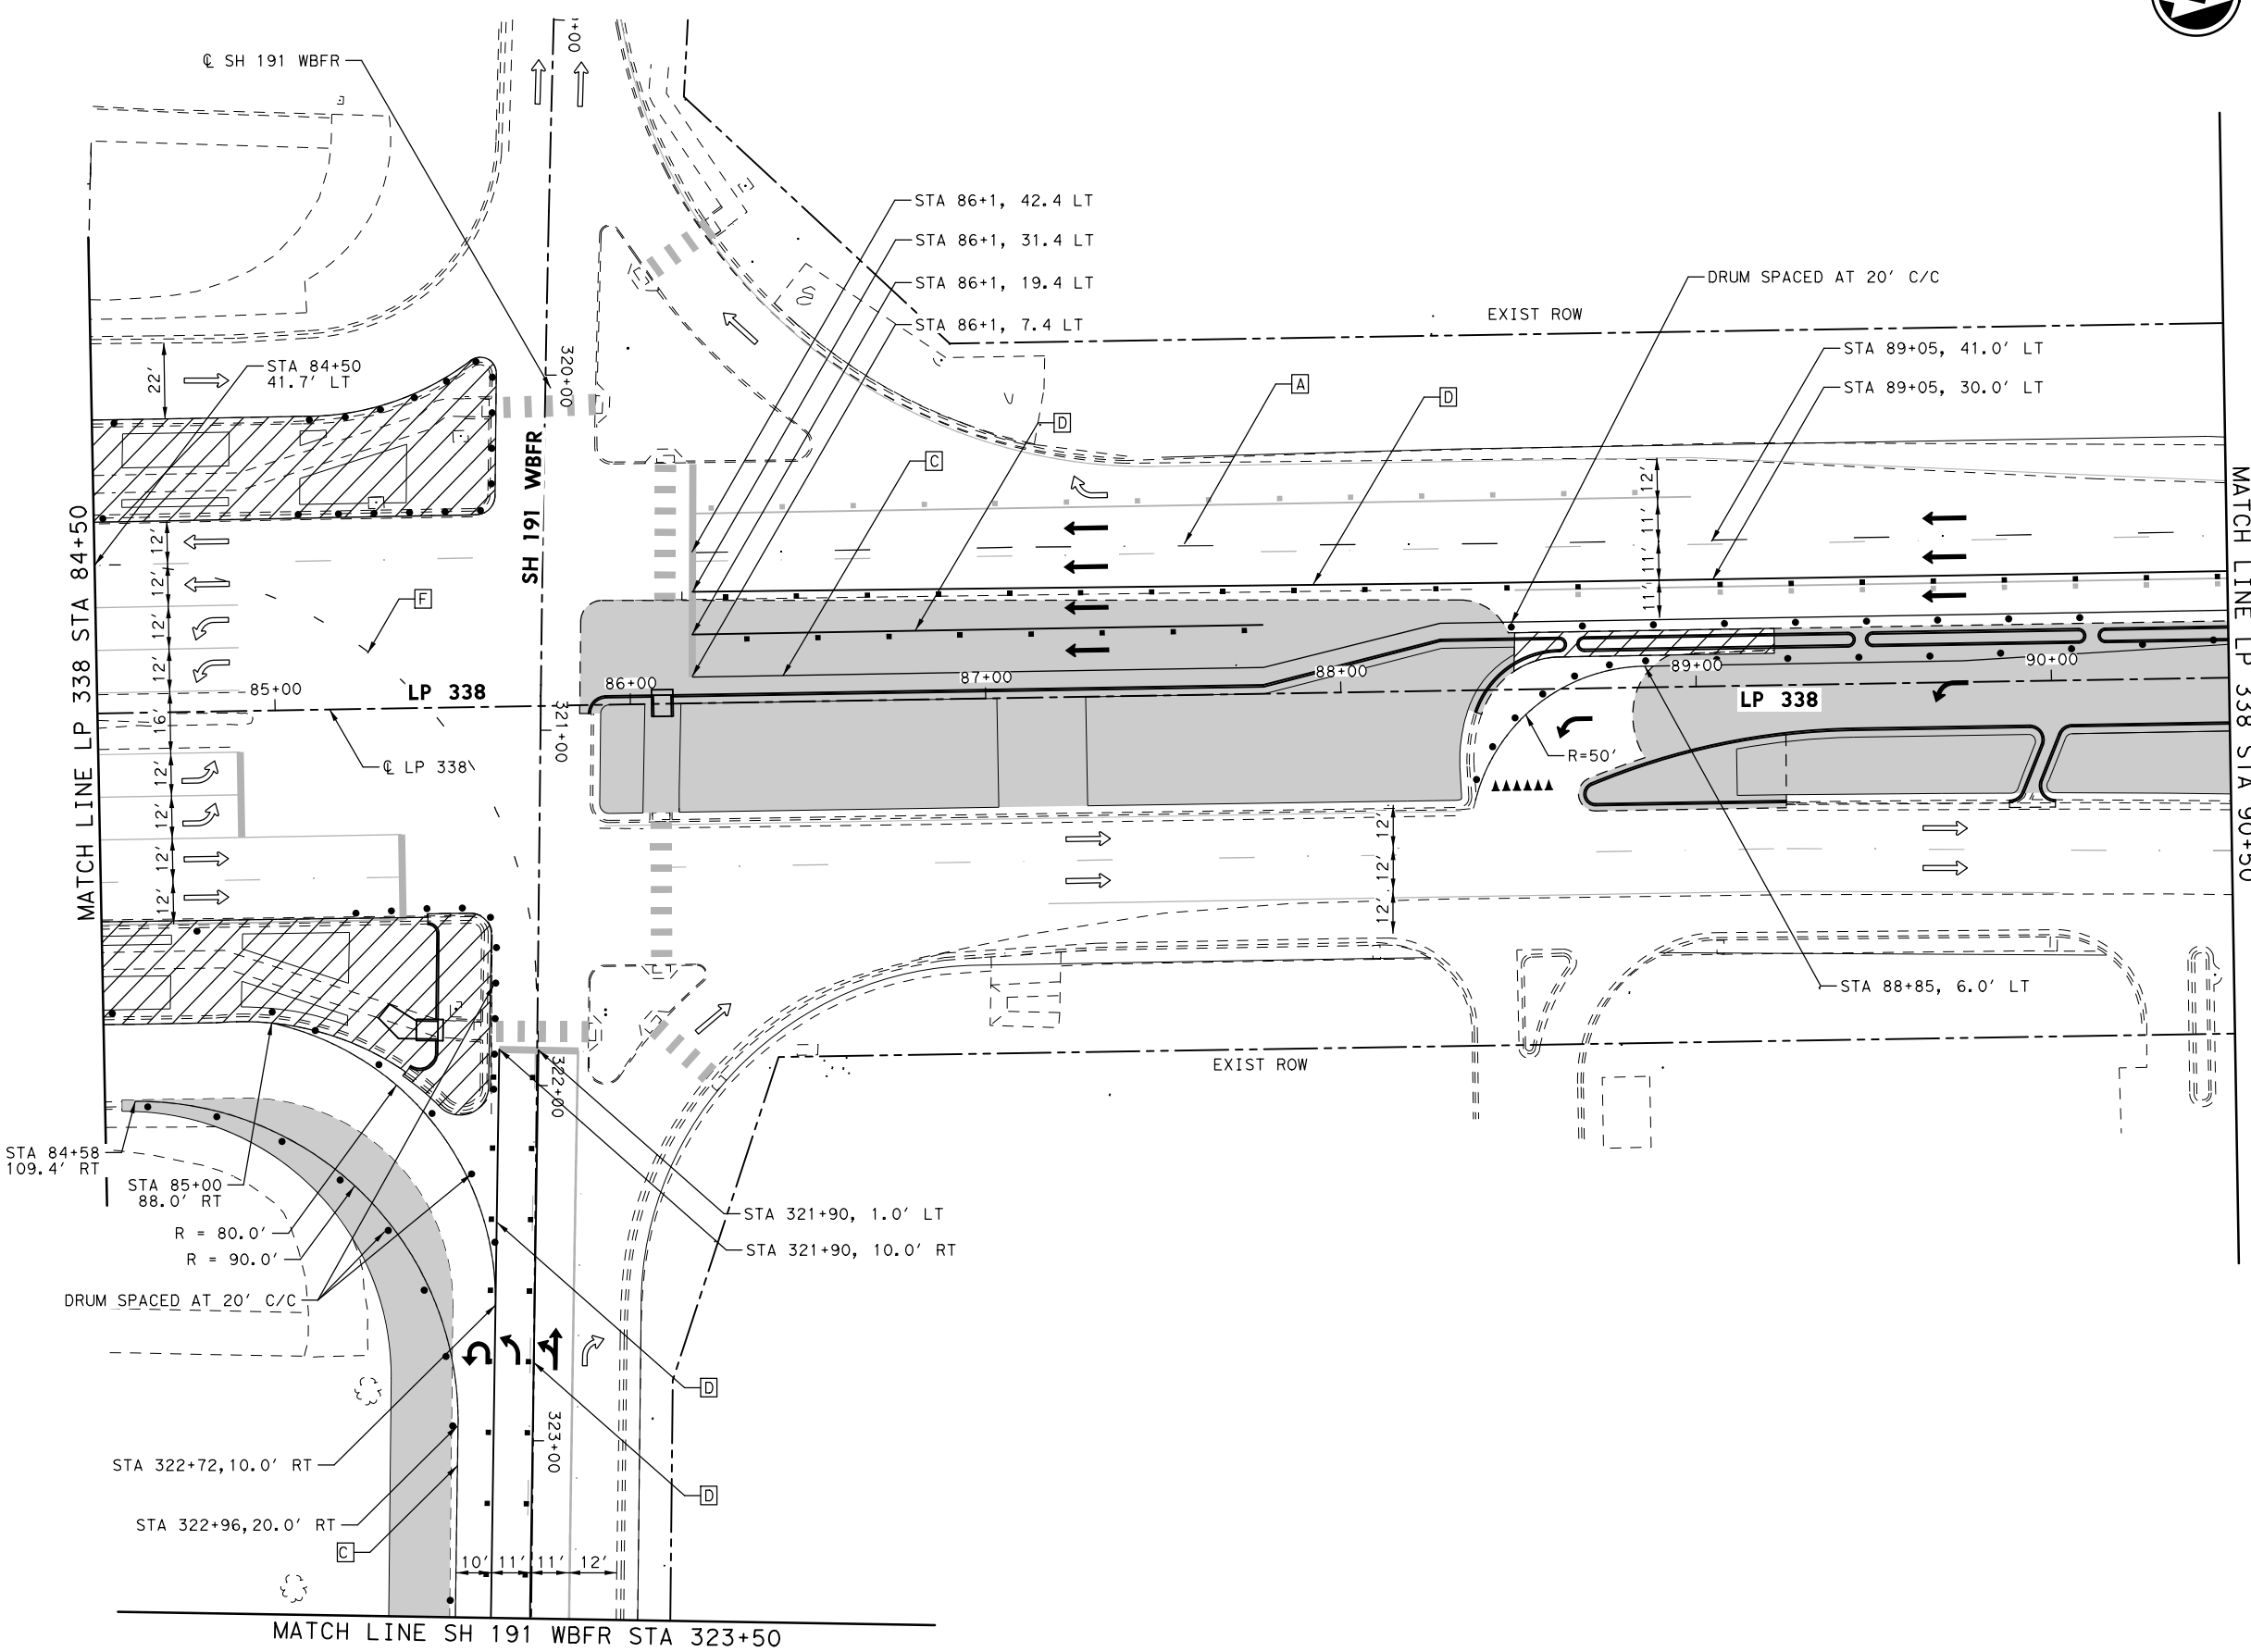 ℄ SH 191 WBFR
+00
STA 86+1, 42.4 LT
STA 86+1, 31.4 LT
STA 86+1, 19.4 LT
STA 86+1, 7.4 LT
DRUM SPACED AT 20' C/C
EXIST ROW
STA 89+05, 41.0' LT
STA 89+05, 30.0' LT
STA 84+50
41.7' LT
22'
320+00
A
D
D
C
SH 191 WBFR
MATCH LINE LP 338 STA 84+50
MATCH LINE LP 338 STA 90+50
12'
11'
11'
11'
12'
12'
12'
12'
16'
12'
12'
12'
12'
F
85+00
LP 338
86+00
87+00
88+00
89+00
90+00
LP 338
321+00
℄ LP 338
R=50'
12'
12'
12'
STA 88+85, 6.0' LT
EXIST ROW
322+00
STA 84+58
109.4' RT
STA 85+00
88.0' RT
R = 80.0'
R = 90.0'
DRUM SPACED AT 20' C/C
STA 321+90, 1.0' LT
STA 321+90, 10.0' RT
D
STA 322+72,10.0' RT
323+00
D
STA 322+96,20.0' RT
C
10' 11' 11' 12'
MATCH LINE SH 191 WBFR STA 323+50